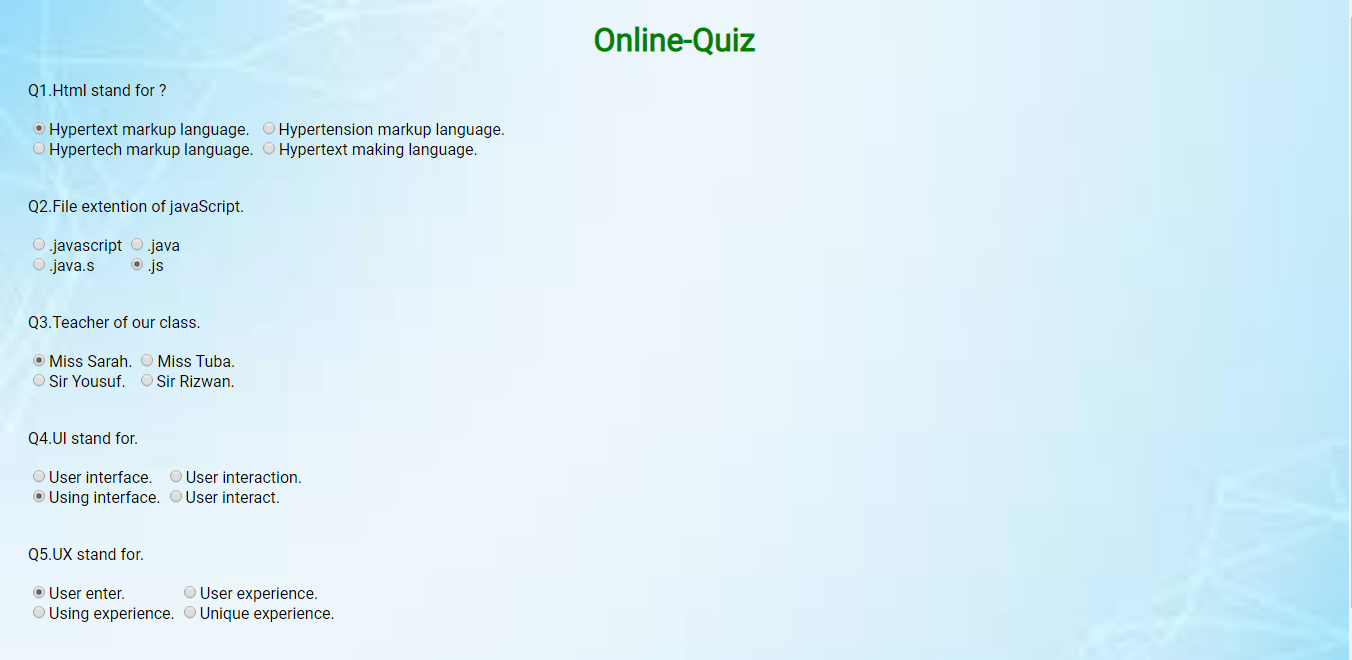 Online-Quiz
Q1.Html stand for ?
Hypertext markup language. Hypertension markup language.
Hypertech markup language. Hypertext making language.
Q2.File extention of javaScript.
.javascript .java
.java.s .js
Q3.Teacher of our class.
Miss Sarah. Miss Tuba.
Sir Yousuf. Sir Rizwan.
Q4.UI stand for.
User interface. User interaction.
Using interface. User interact.
Q5.UX stand for.
User enter. User experience.
Using experience. Unique experience.